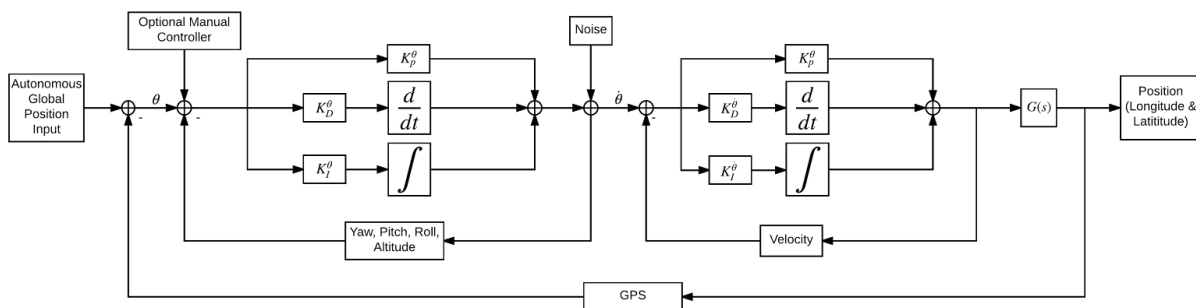 Optional Manual
Controller
Noise
Autonomous
Global
Position
Input
θ
-
-
K_p^θ
K_D^θ
d/dt
K_I^θ
∫
θ̇
-
K_p^θ̇
K_D^θ̇
d/dt
K_I^θ̇
∫
G(s)
Position
(Longitude &
Latititude)
Yaw, Pitch, Roll,
Altitude
Velocity
GPS